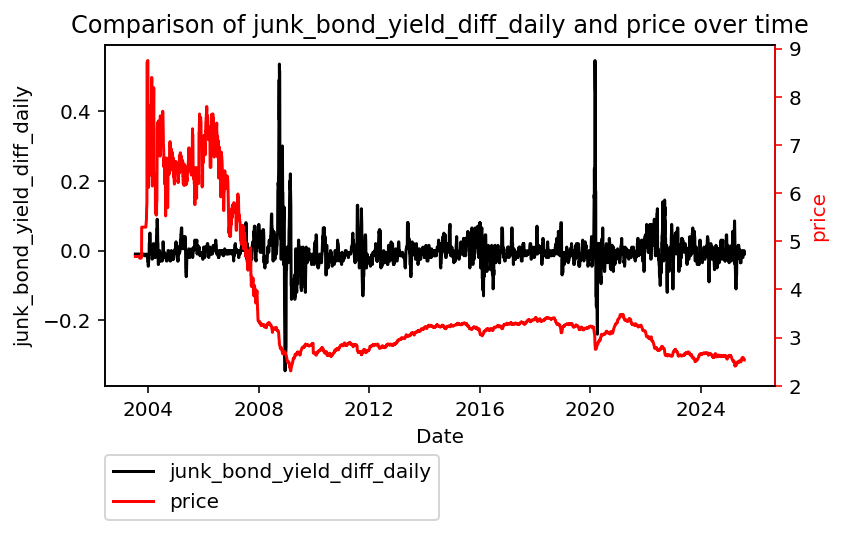 Comparison of junk_bond_yield_diff_daily and price over time
junk_bond_yield_diff_daily
0.4
0.2
0.0
−0.2
9
8
7
6
5
4
3
2
price
2004 2008 2012 2016 2020 2024
Date
junk_bond_yield_diff_daily
price